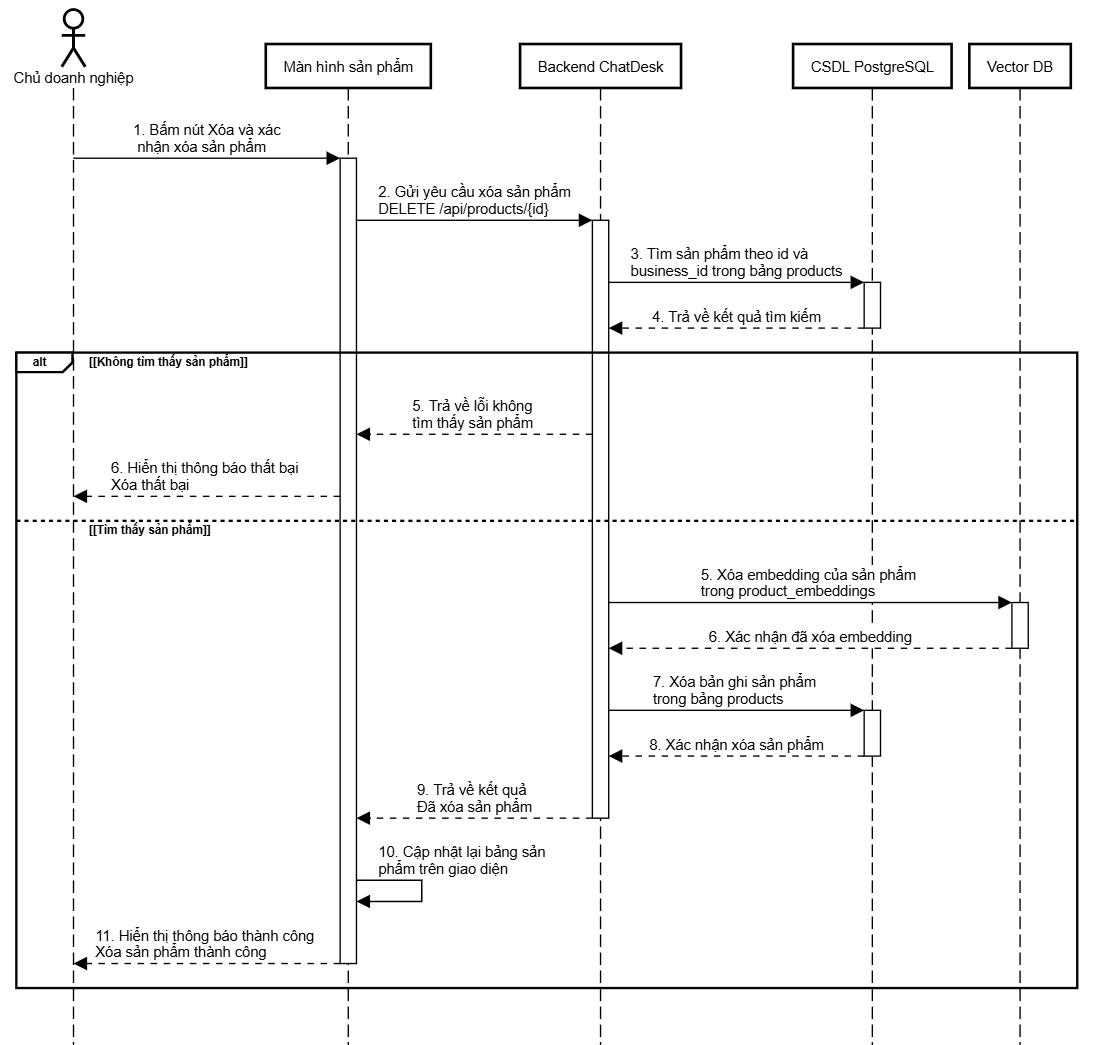 Chủ doanh nghiệp
Màn hình sản phẩm
Backend ChatDesk
CSDL PostgreSQL
Vector DB
1. Bấm nút Xóa và xác
nhận xóa sản phẩm
2. Gửi yêu cầu xóa sản phẩm
DELETE /api/products/{id}
3. Tìm sản phẩm theo id và
business_id trong bảng products
4. Trả về kết quả tìm kiếm
alt
[[Không tìm thấy sản phẩm]]
5. Trả về lỗi không
tìm thấy sản phẩm
6. Hiển thị thông báo thất bại
Xóa thất bại
[[Tìm thấy sản phẩm]]
5. Xóa embedding của sản phẩm
trong product_embeddings
6. Xác nhận đã xóa embedding
7. Xóa bản ghi sản phẩm
trong bảng products
8. Xác nhận xóa sản phẩm
9. Trả về kết quả
Đã xóa sản phẩm
10. Cập nhật lại bảng sản
phẩm trên giao diện
11. Hiển thị thông báo thành công
Xóa sản phẩm thành công